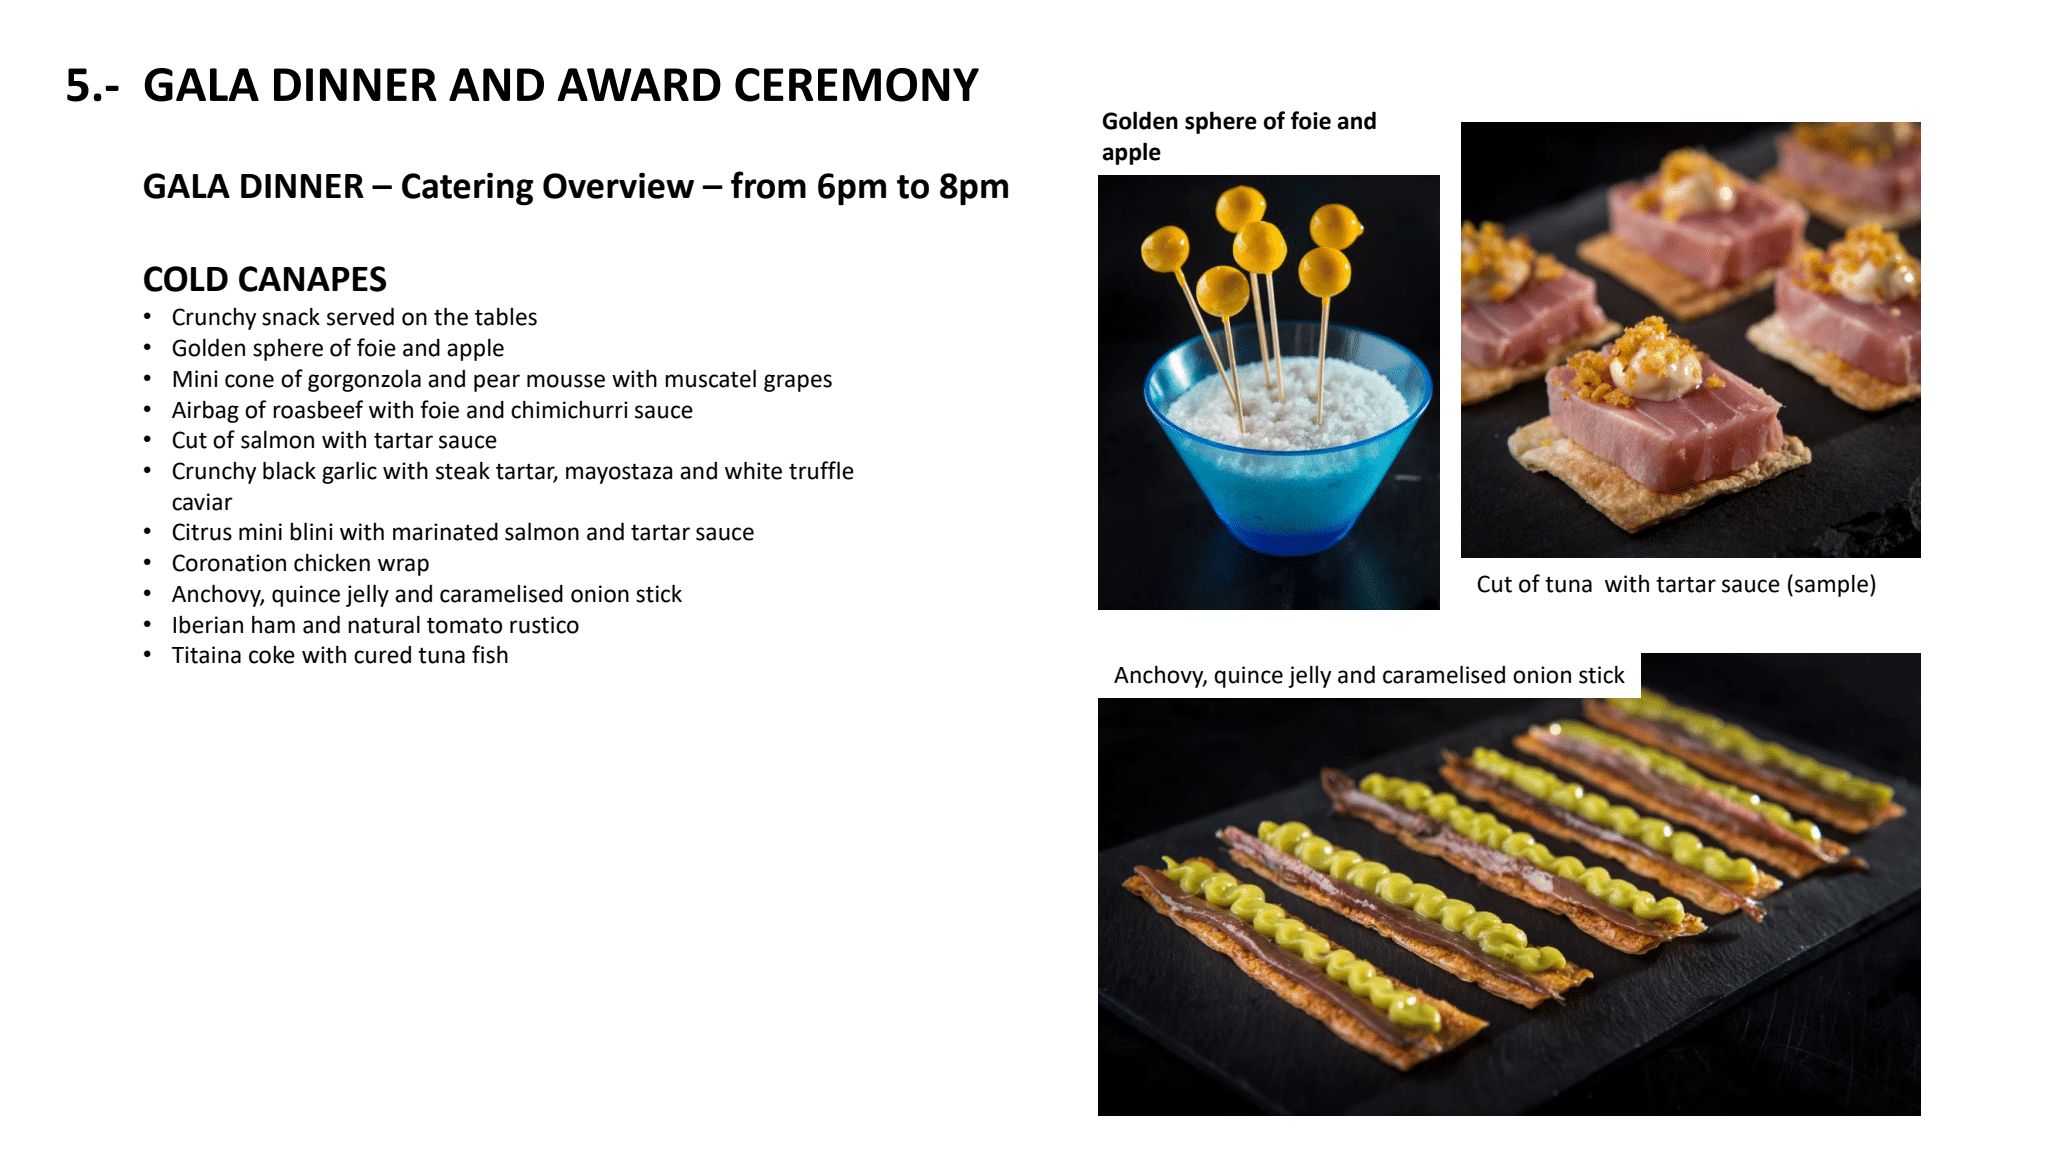 5.- GALA DINNER AND AWARD CEREMONY
GALA DINNER – Catering Overview – from 6pm to 8pm
COLD CANAPES
• Crunchy snack served on the tables
• Golden sphere of foie and apple
• Mini cone of gorgonzola and pear mousse with muscatel grapes
• Airbag of roasbeef with foie and chimichurri sauce
• Cut of salmon with tartar sauce
• Crunchy black garlic with steak tartar, mayostaza and white truffle
caviar
• Citrus mini blini with marinated salmon and tartar sauce
• Coronation chicken wrap
• Anchovy, quince jelly and caramelised onion stick
• Iberian ham and natural tomato rustico
• Titaina coke with cured tuna fish
Golden sphere of foie and
apple
Cut of tuna  with tartar sauce (sample)
Anchovy, quince jelly and caramelised onion stick